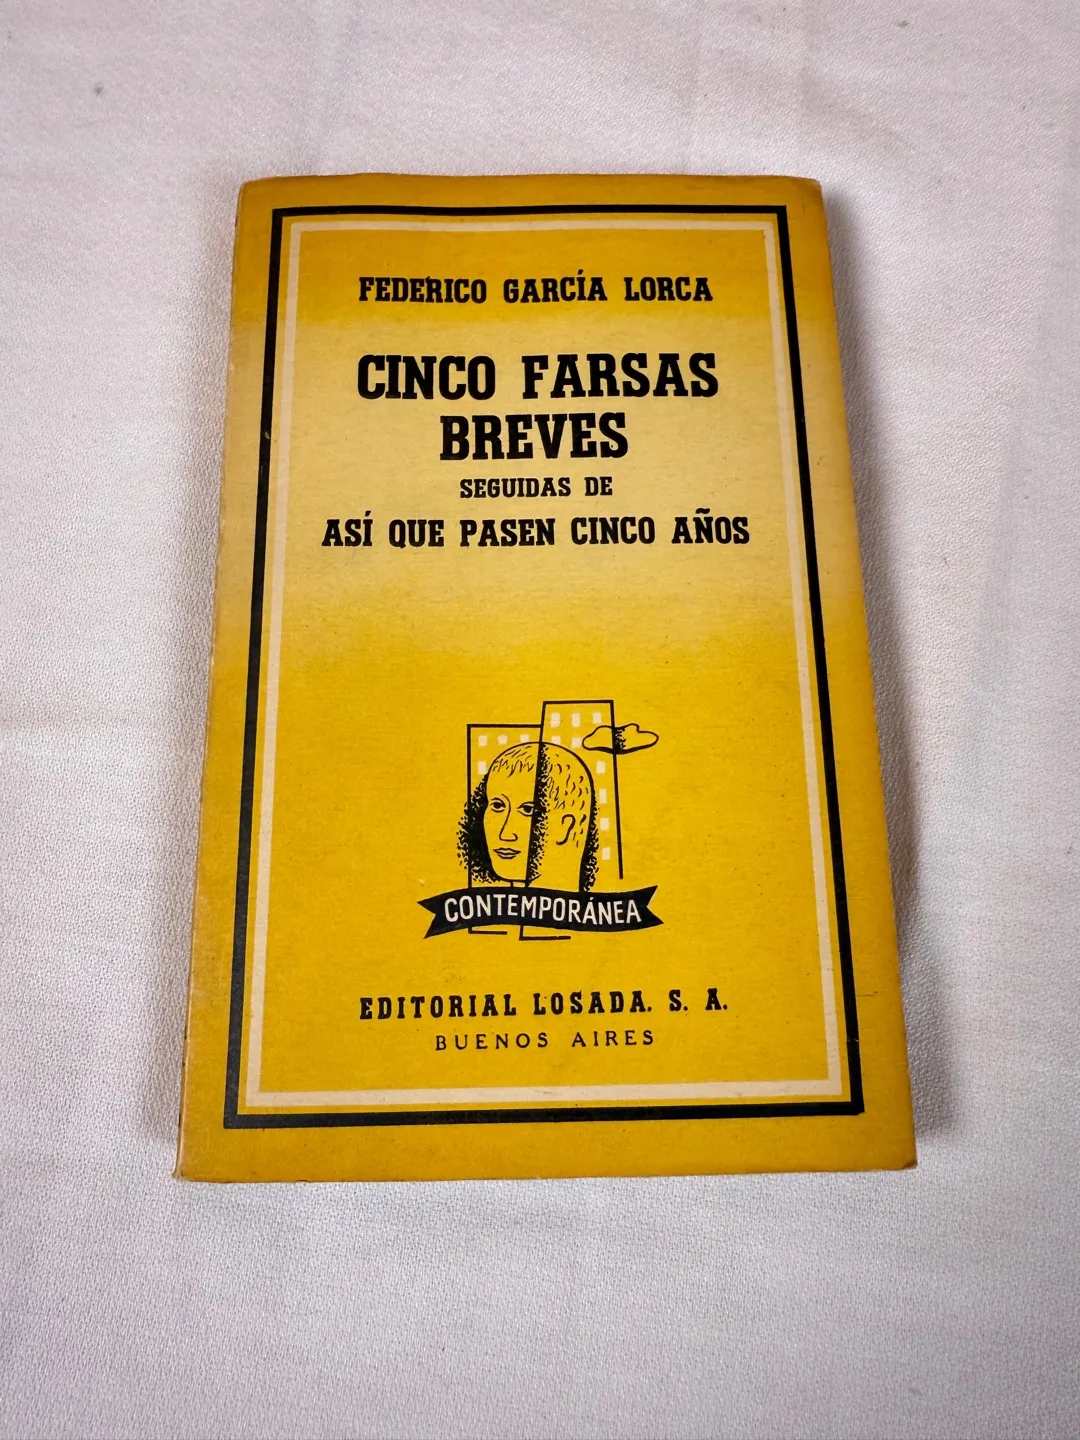 FEDERICO GARCÍA LORCA
CINCO FARSAS
BREVES
SEGUIDAS DE
ASÍ QUE PASEN CINCO AÑOS
CONTEMPORÁNEA
EDITORIAL LOSADA. S. A.
BUENOS AIRES